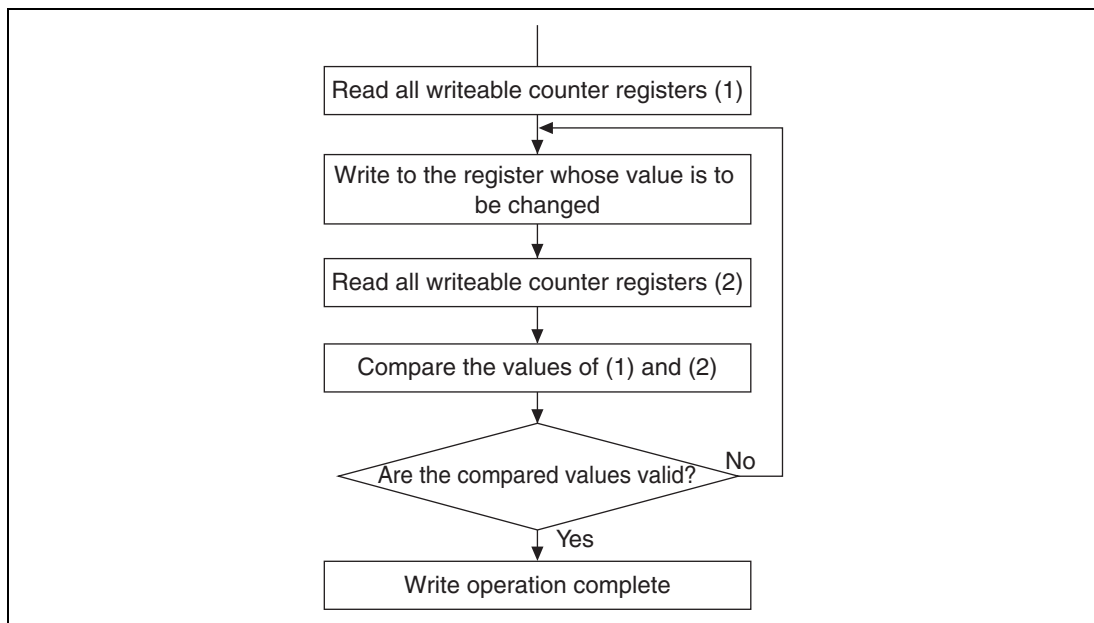 Read all writeable counter registers (1)
Write to the register whose value is to
be changed
Read all writeable counter registers (2)
Compare the values of (1) and (2)
Are the compared values valid?
No
Yes
Write operation complete